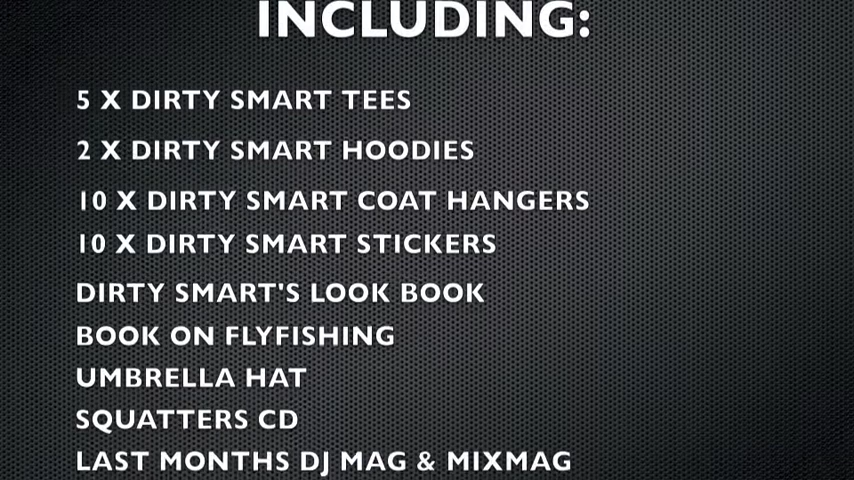 INCLUDING:
5 X DIRTY SMART TEES
2 X DIRTY SMART HOODIES
10 X DIRTY SMART COAT HANGERS
10 X DIRTY SMART STICKERS
DIRTY SMART'S LOOK BOOK
BOOK ON FLYFISHING
UMBRELLA HAT
SQUATTERS CD
LAST MONTHS DJ MAG & MIXMAG